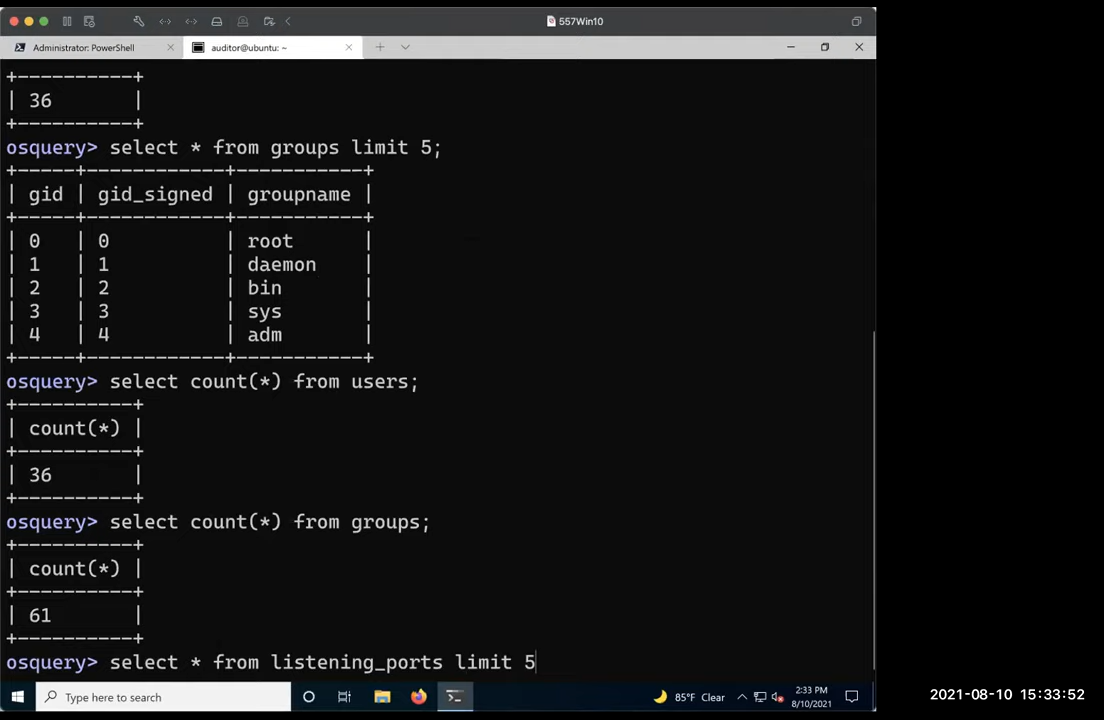 557Win10
Administrator: PowerShell
auditor@ubuntu: ~
+----------+
| 36       |
+----------+
osquery> select * from groups limit 5;
+-----+------------+-----------+
| gid | gid_signed | groupname |
+-----+------------+-----------+
| 0   | 0          | root      |
| 1   | 1          | daemon    |
| 2   | 2          | bin       |
| 3   | 3          | sys       |
| 4   | 4          | adm       |
+-----+------------+-----------+
osquery> select count(*) from users;
+----------+
| count(*) |
+----------+
| 36       |
+----------+
osquery> select count(*) from groups;
+----------+
| count(*) |
+----------+
| 61       |
+----------+
osquery> select * from listening_ports limit 5
Type here to search
85°F Clear
2:33 PM
8/10/2021
2021-08-10 15:33:52